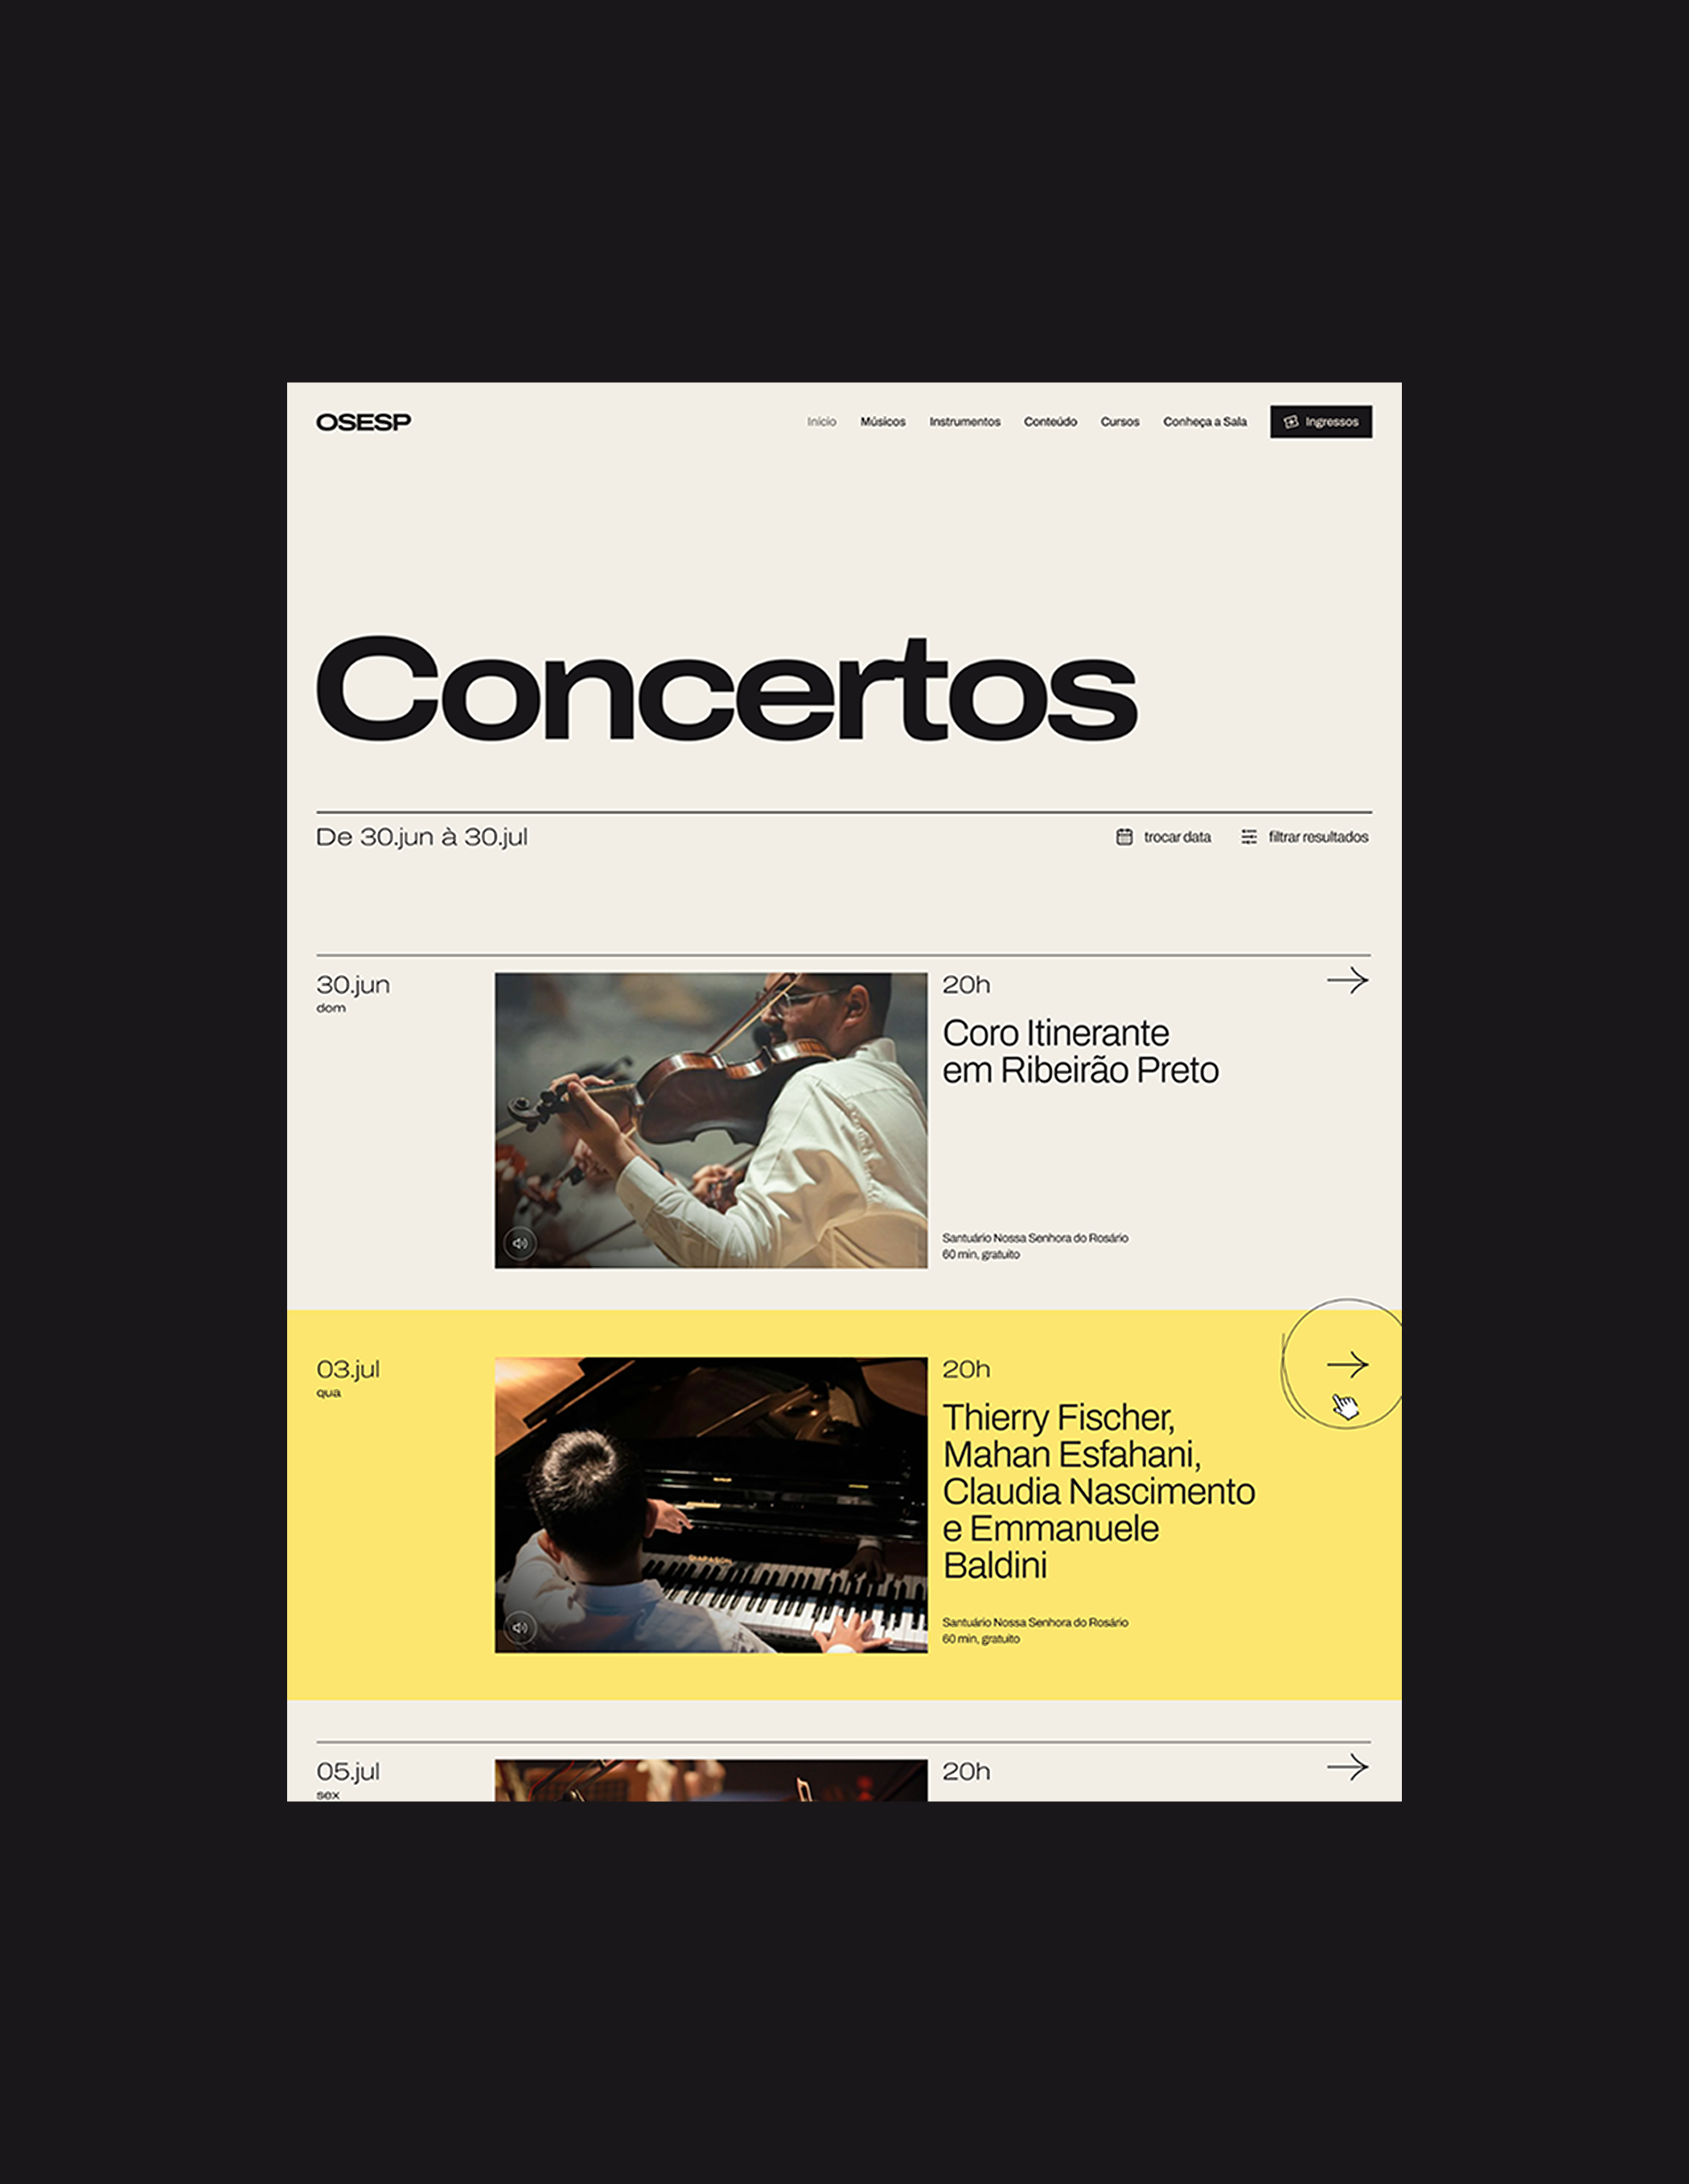 OSESP
Início Músicos Instrumentos Conteúdo Cursos Conheça a Sala Ingressos
Concertos
De 30.jun à 30.jul
trocar data filtrar resultados
30.jun
dom
20h
Coro Itinerante
em Ribeirão Preto
Santuário Nossa Senhora do Rosário
60 min, gratuito
03.jul
qua
DIAPASON
20h
Thierry Fischer,
Mahan Esfahani,
Claudia Nascimento
e Emmanuele
Baldini
Santuário Nossa Senhora do Rosário
60 min, gratuito
05.jul
sex
20h